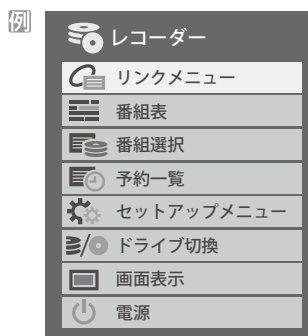 例
レコーダー
リンクメニュー
番組表
番組選択
予約一覧
セットアップメニュー
ドライブ切換
画面表示
電源